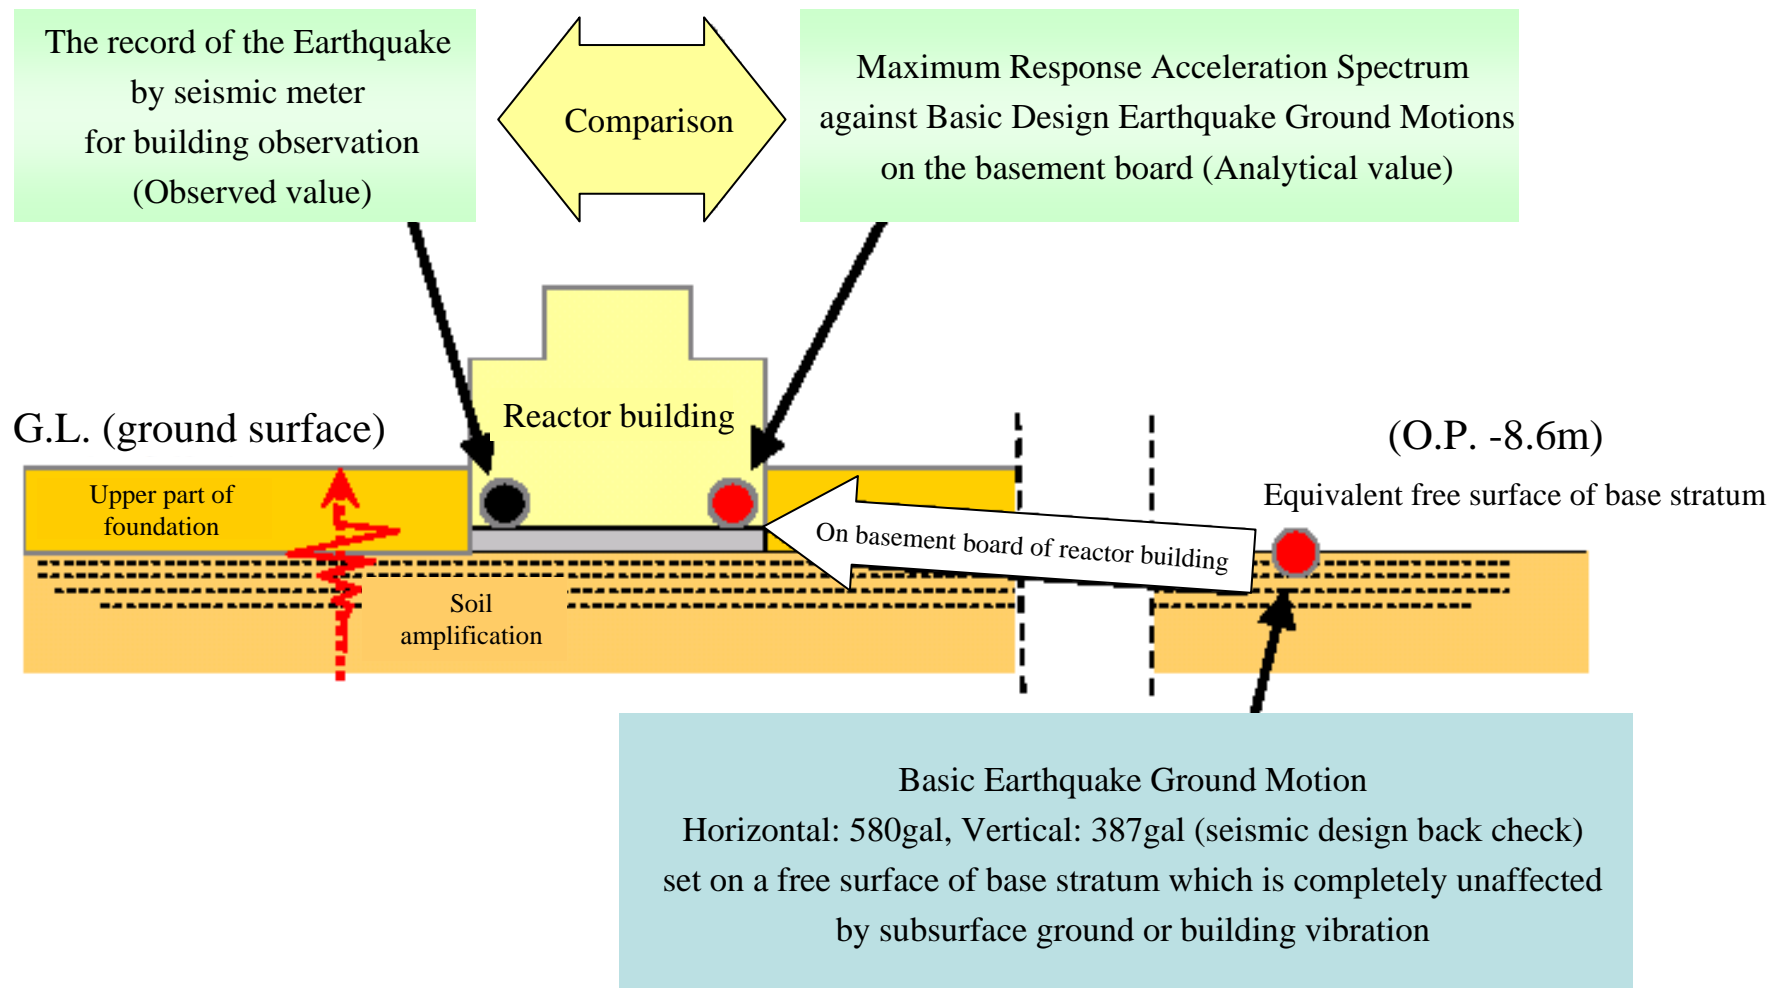 The record of the Earthquake
by seismic meter
for building observation
(Observed value)
Comparison
Maximum Response Acceleration Spectrum
against Basic Design Earthquake Ground Motions
on the basement board (Analytical value)
Reactor building
G.L. (ground surface)
(O.P. -8.6m)
Upper part of
foundation
Equivalent free surface of base stratum
On basement board of reactor building
Soil
amplification
Basic Earthquake Ground Motion
Horizontal: 580gal, Vertical: 387gal (seismic design back check)
set on a free surface of base stratum which is completely unaffected
by subsurface ground or building vibration